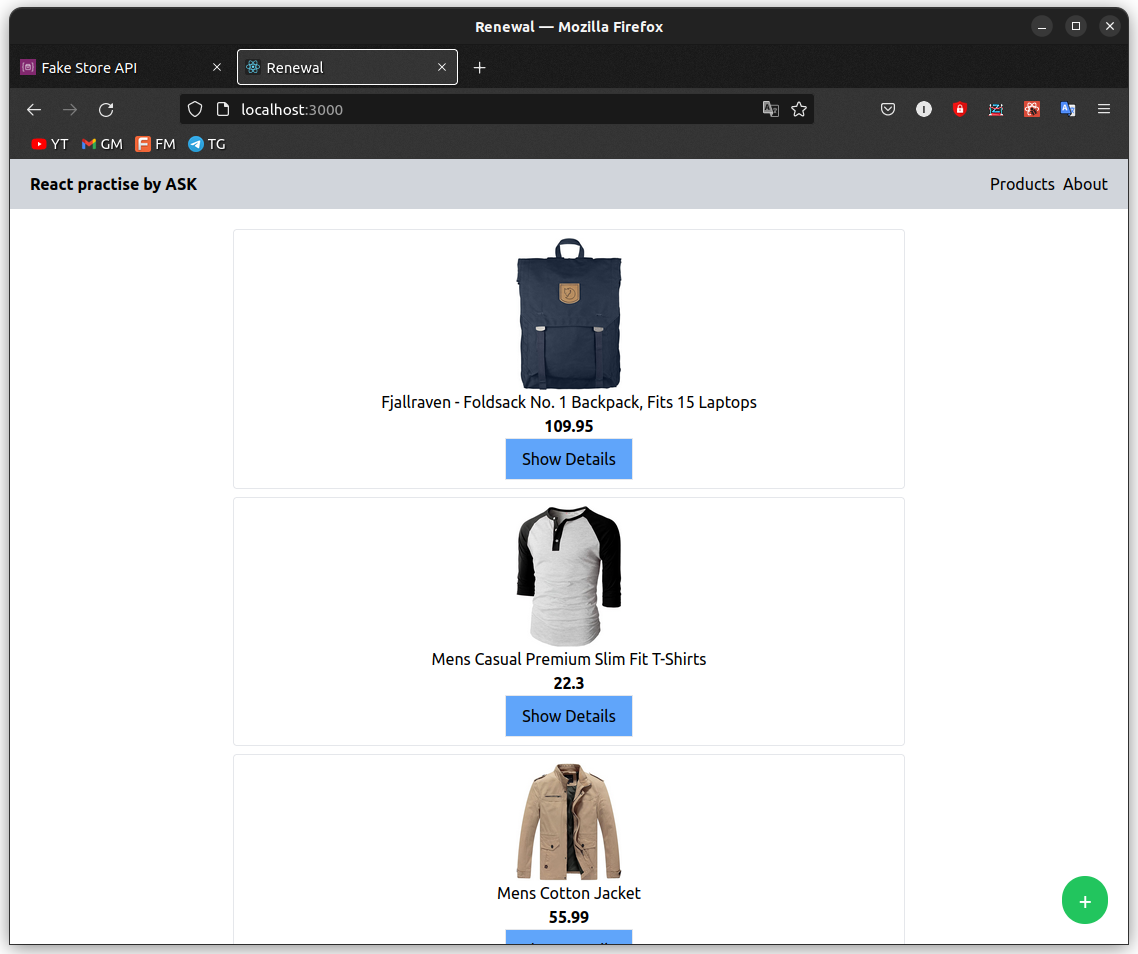 Renewal — Mozilla Firefox
Fake Store API
Renewal
localhost:3000
YT GM FM TG
React practise by ASK
Products About
Fjallraven - Foldsack No. 1 Backpack, Fits 15 Laptops
109.95
Show Details
Mens Casual Premium Slim Fit T-Shirts
22.3
Show Details
Mens Cotton Jacket
55.99
+